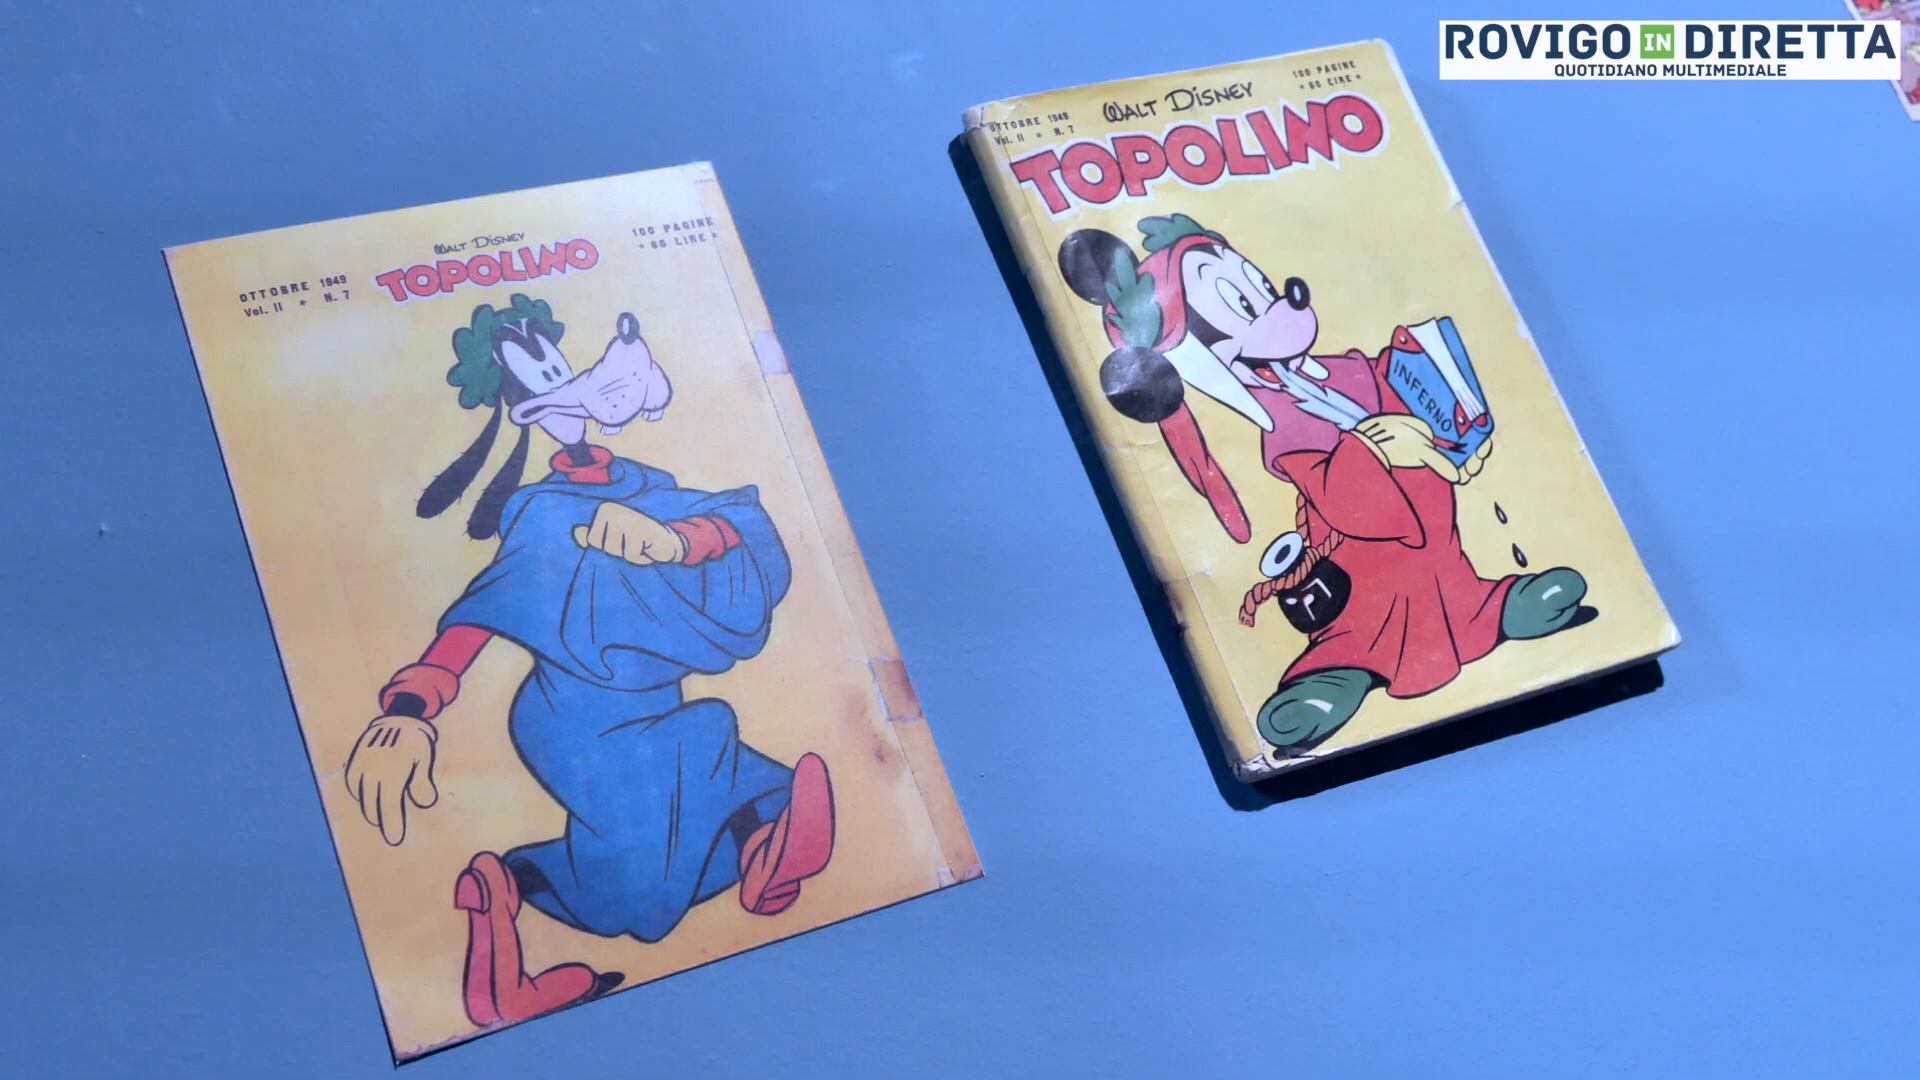 ROVIGO IN DIRETTA
QUOTIDIANO MULTIMEDIALE
WALT DISNEY
TOPOLINO
OTTOBRE 1949
Vol. II * N. 7
100 PAGINE
* 60 LIRE *
OTTOBRE 1949
Vol. II * N. 7
WALT DISNEY
100 PAGINE
* 60 LIRE *
TOPOLINO
INFERNO